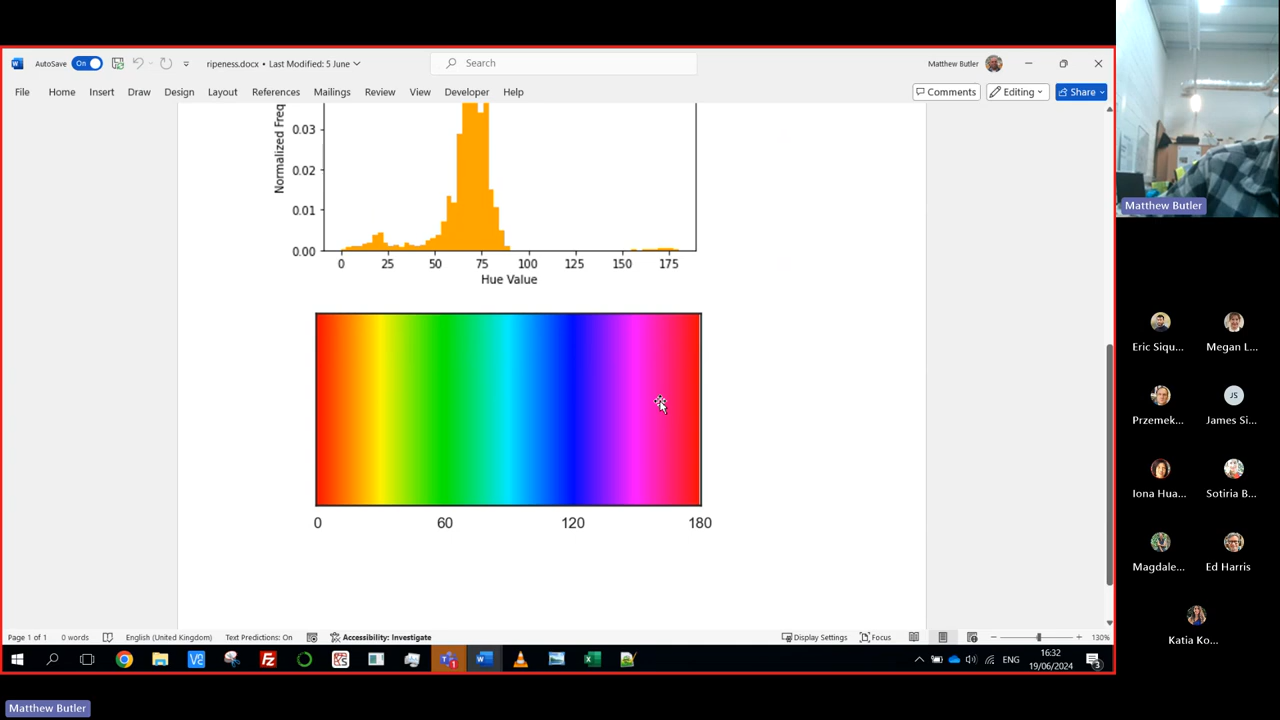 AutoSave On ripeness.docx • Last Modified: 5 June Search Matthew Butler
File Home Insert Draw Design Layout References Mailings Review View Developer Help Comments Editing Share
Normalized Freq
0.03
0.02
0.01
0.00
0 25 50 75 100 125 150 175
Hue Value
0 60 120 180
Page 1 of 1 0 words English (United Kingdom) Text Predictions: On Accessibility: Investigate Display Settings Focus 130%
1 ENG 16:32
19/06/2024 3
Matthew Butler
Matthew Butler
Eric Siqu... Megan L...
JS
Przemek... James Si...
Iona Hua... Sotiria B...
Magdale... Ed Harris
Katia Ko...